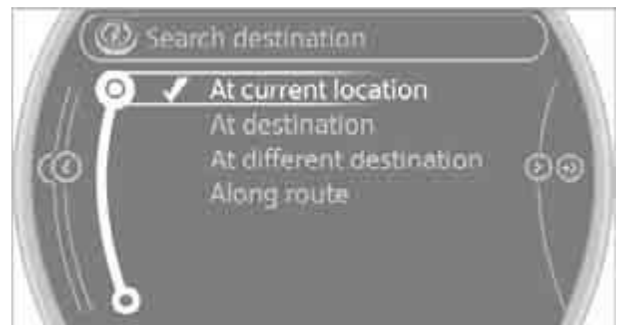 Search destination
At current location
At destination
At different destination
Along route